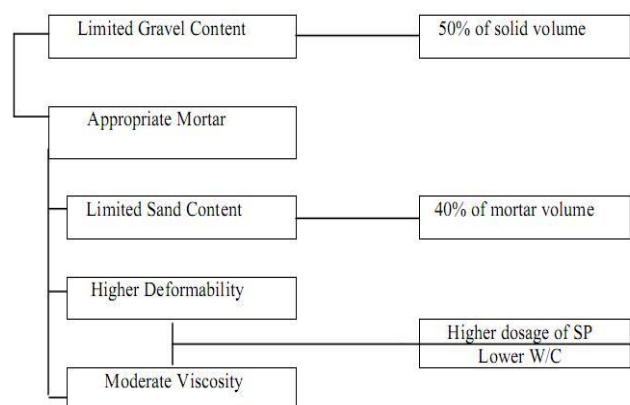 Limited Gravel Content
50% of solid volume
Appropriate Mortar
Limited Sand Content
40% of mortar volume
Higher Deformability
Higher dosage of SP
Lower W/C
Moderate Viscosity